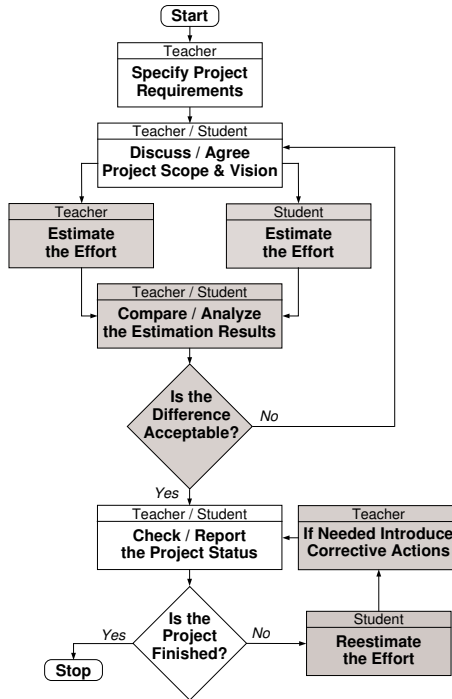 Start
Teacher
Specify Project
Requirements
Teacher / Student
Discuss / Agree
Project Scope & Vision
Teacher
Estimate
the Effort
Student
Estimate
the Effort
Teacher / Student
Compare / Analyze
the Estimation Results
Is the
Difference
Acceptable?
No
Yes
Teacher / Student
Check / Report
the Project Status
Teacher
If Needed Introduce
Corrective Actions
Is the
Project
Finished?
Yes
No
Student
Reestimate
the Effort
Stop